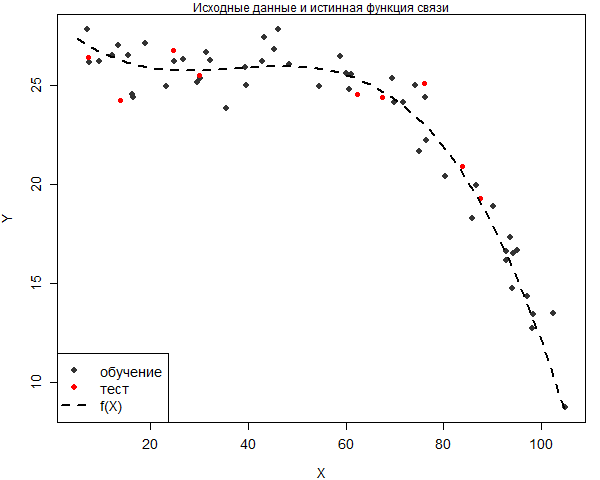 Исходные данные и истинная функция связи
Y
25
20
15
10
обучение
тест
f(X)
20 40 60 80 100
X